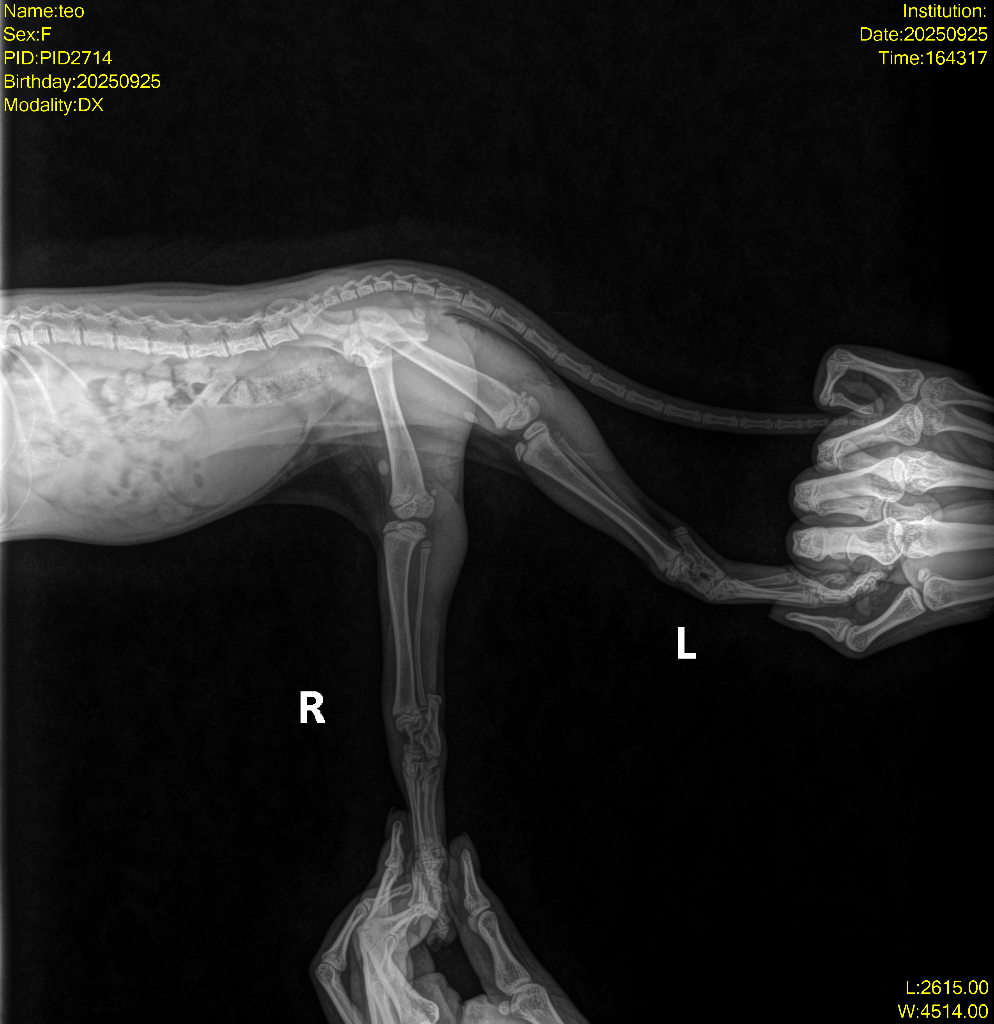 Name:teo
Sex:F
PID:PID2714
Birthday:20250925
Modality:DX
Institution:
Date:20250925
Time:164317
L
R
L:2615.00
W:4514.00